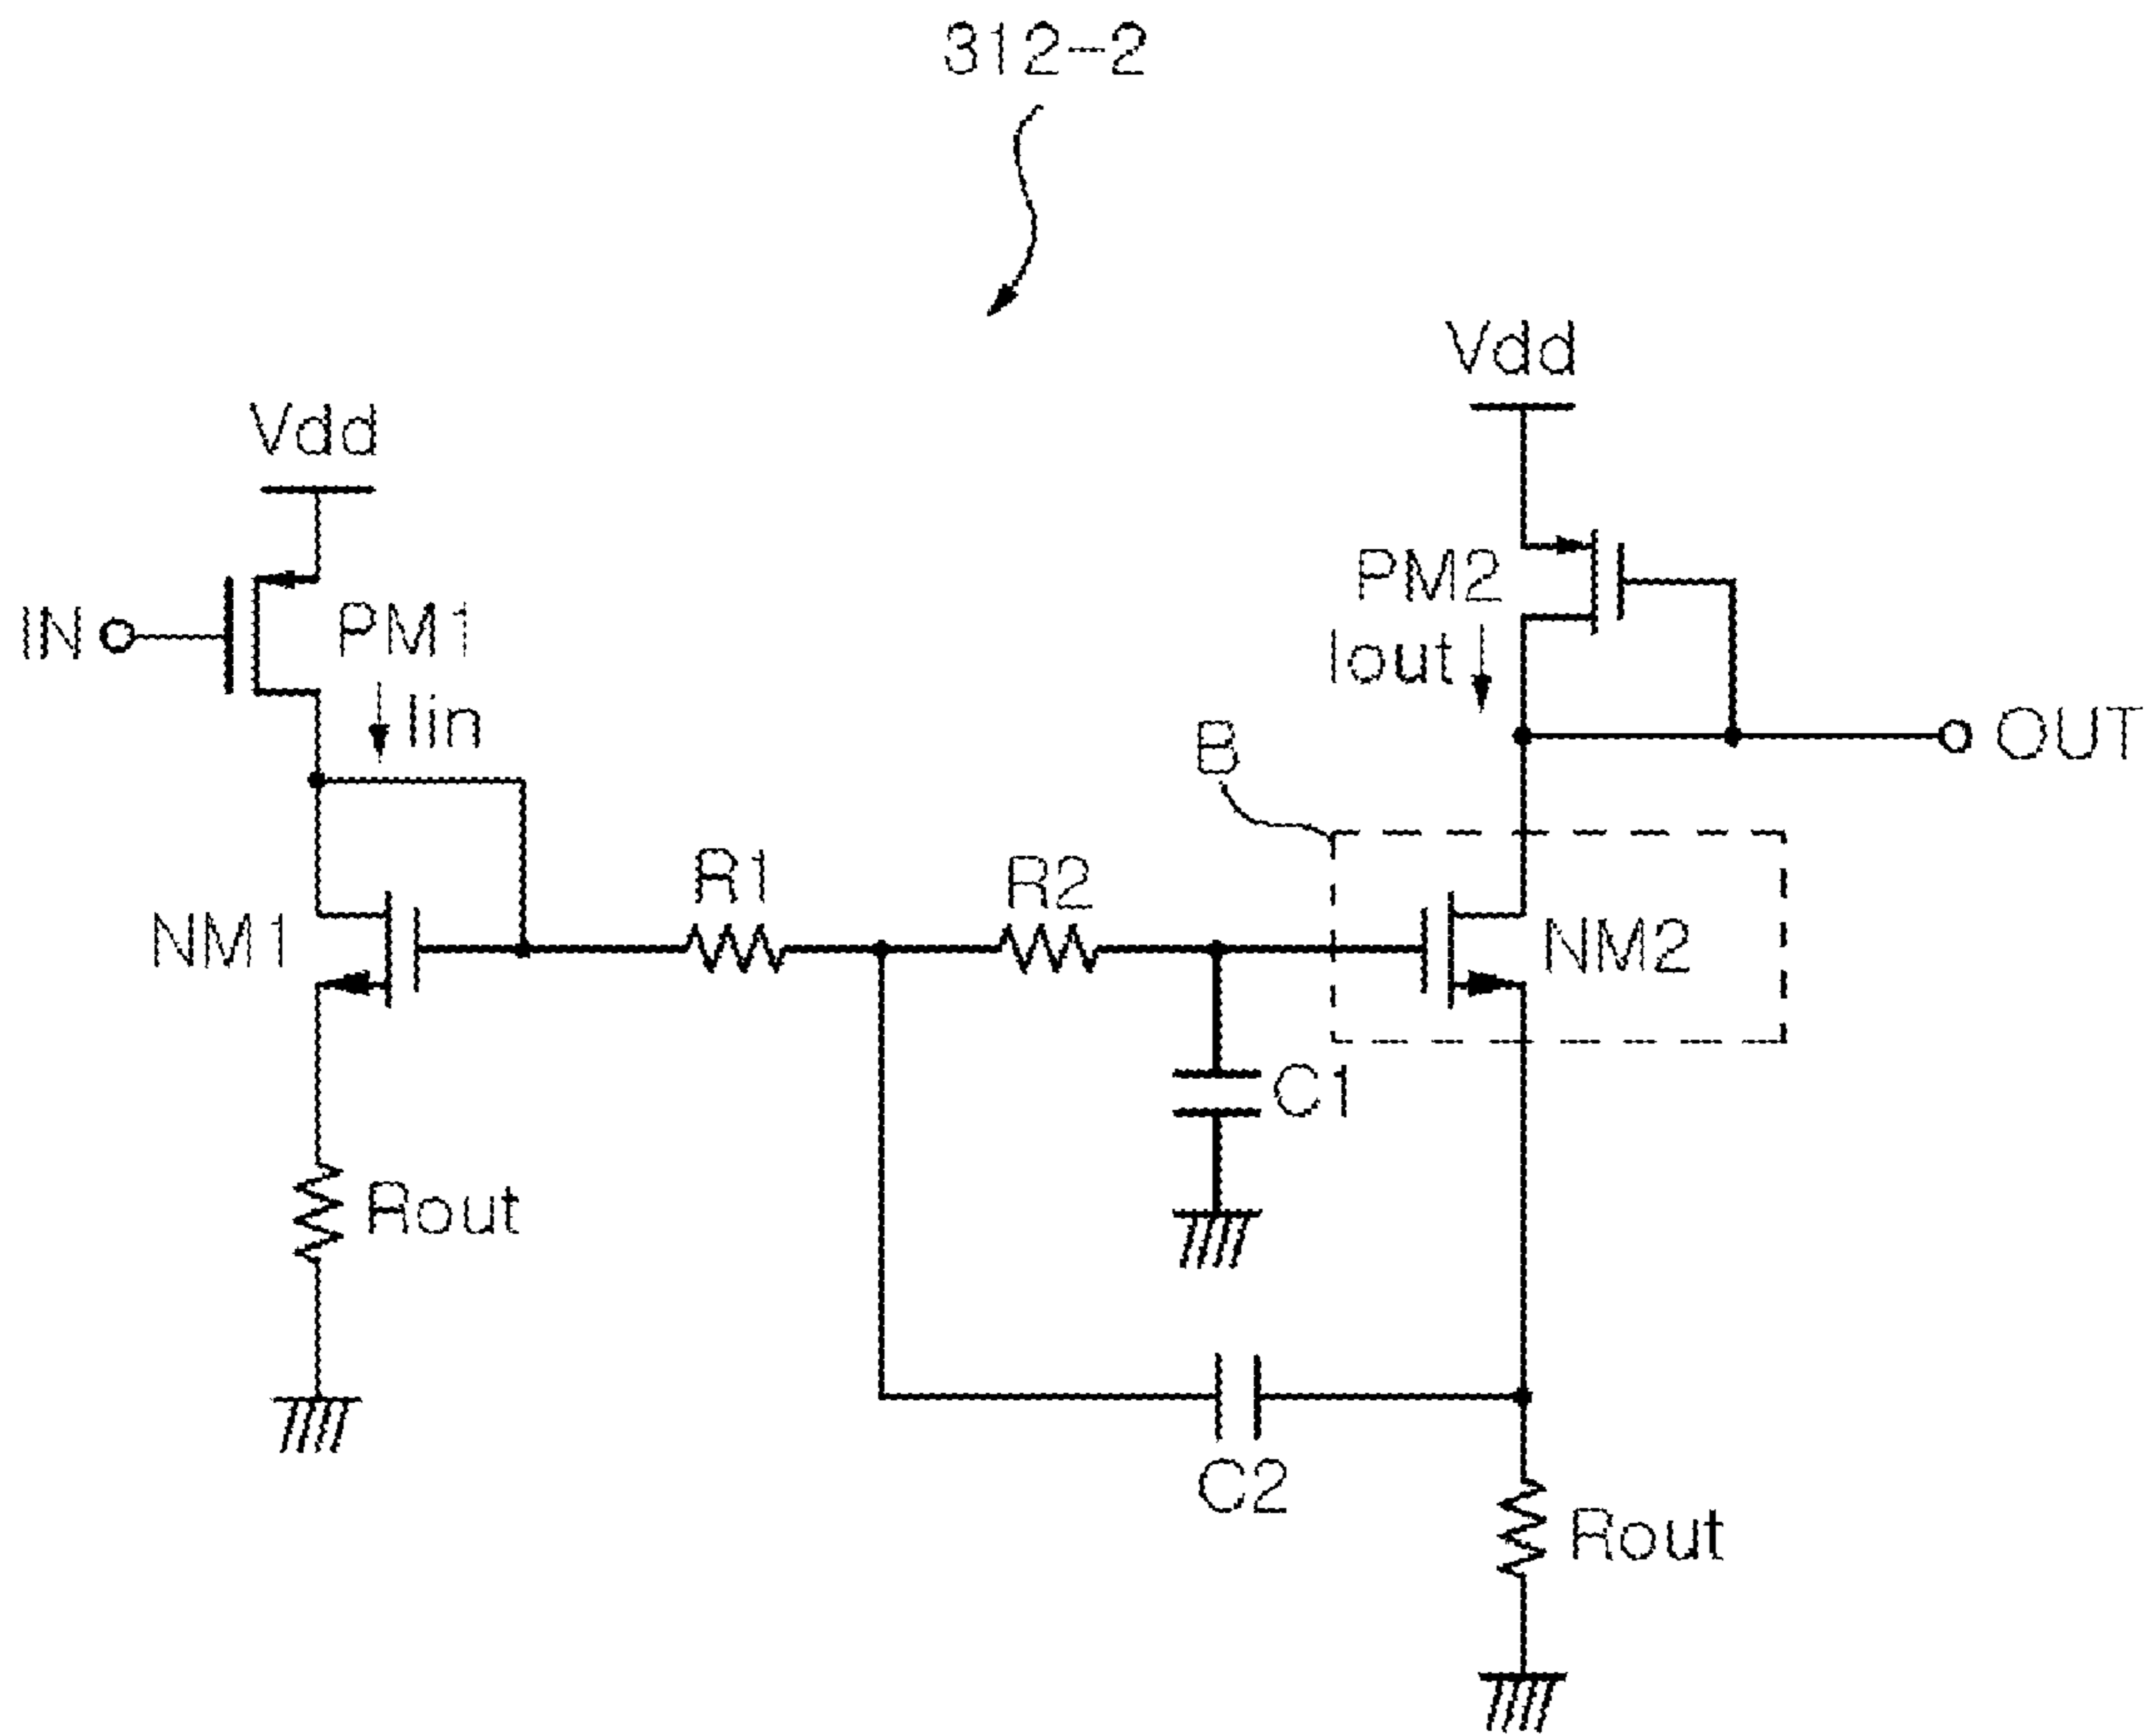 312-2
Vdd
Vdd
IN
PM1
Iin
PM2
Iout
OUT
B
NM1
R1
R2
NM2
C1
Rout
C2
Rout